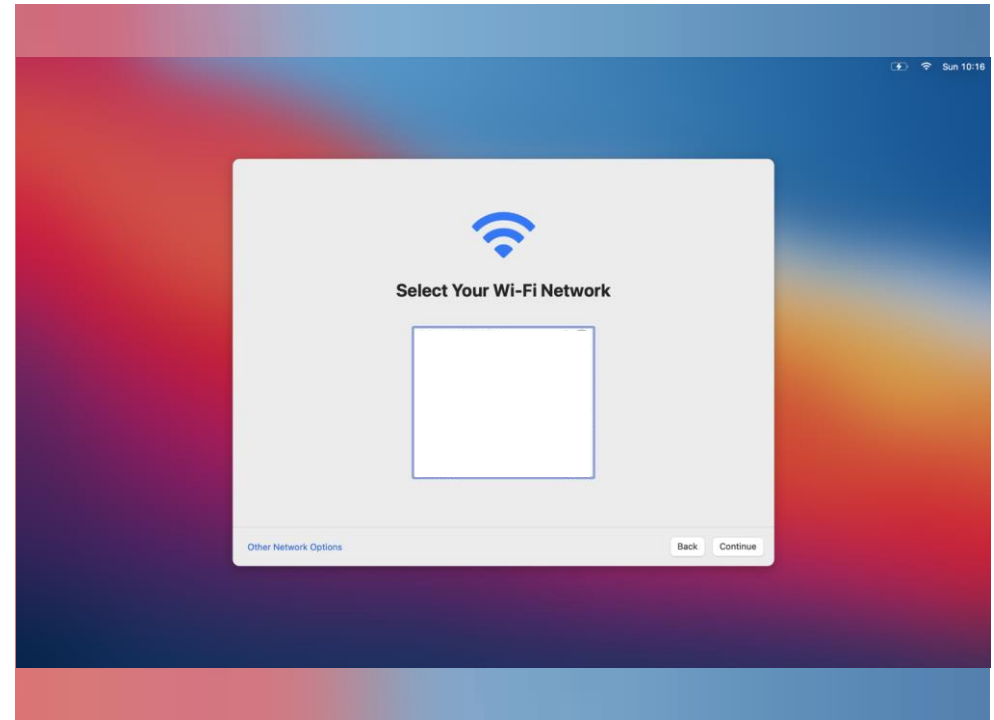 Sun 10:16
Select Your Wi-Fi Network
Other Network Options
Back
Continue